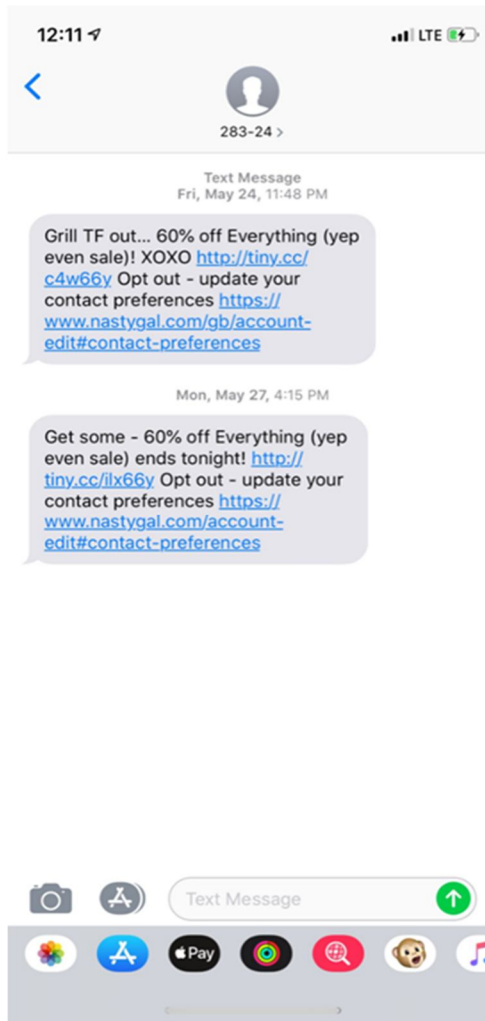 12:11 LTE
283-24 >
Text Message
Fri, May 24, 11:48 PM
Grill TF out... 60% off Everything (yep
even sale)! XOXO http://tiny.cc/
c4w66y Opt out - update your
contact preferences https://
www.nastygal.com/gb/account-
edit#contact-preferences
Mon, May 27, 4:15 PM
Get some - 60% off Everything (yep
even sale) ends tonight! http://
tiny.cc/ilx66y Opt out - update your
contact preferences https://
www.nastygal.com/account-
edit#contact-preferences
Text Message
Pay